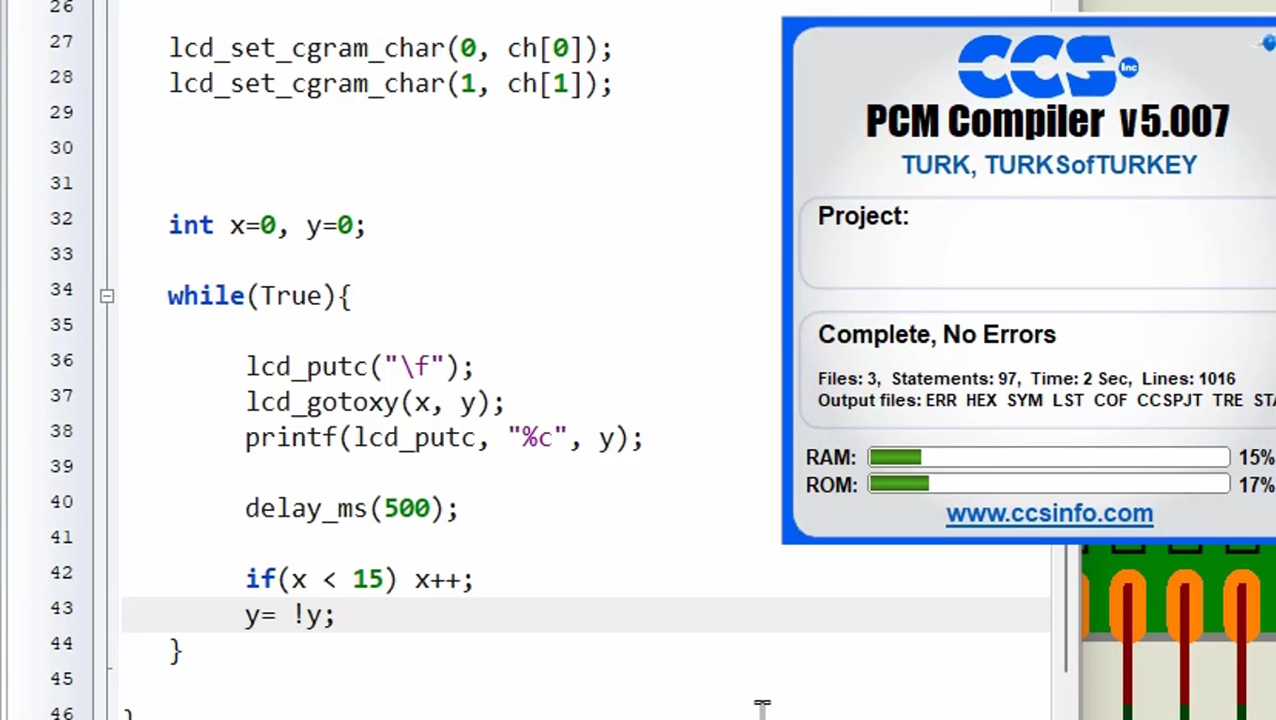 26
27 lcd_set_cgram_char(0, ch[0]);
28 lcd_set_cgram_char(1, ch[1]);
29
30
31
32 int x=0, y=0;
33
34 while(True){
35
36 lcd_putc("\f");
37 lcd_gotoxy(x, y);
38 printf(lcd_putc, "%c", y);
39
40 delay_ms(500);
41
42 if(x < 15) x++;
43 y= !y;
44 }
45
46 }
CCS Inc
PCM Compiler v5.007
TURK, TURKSofTURKEY
Project:
Complete, No Errors
Files: 3, Statements: 97, Time: 2 Sec, Lines: 1016
Output files: ERR HEX SYM LST COF CCSPJT TRE STA
RAM: 15%
ROM: 17%
www.ccsinfo.com